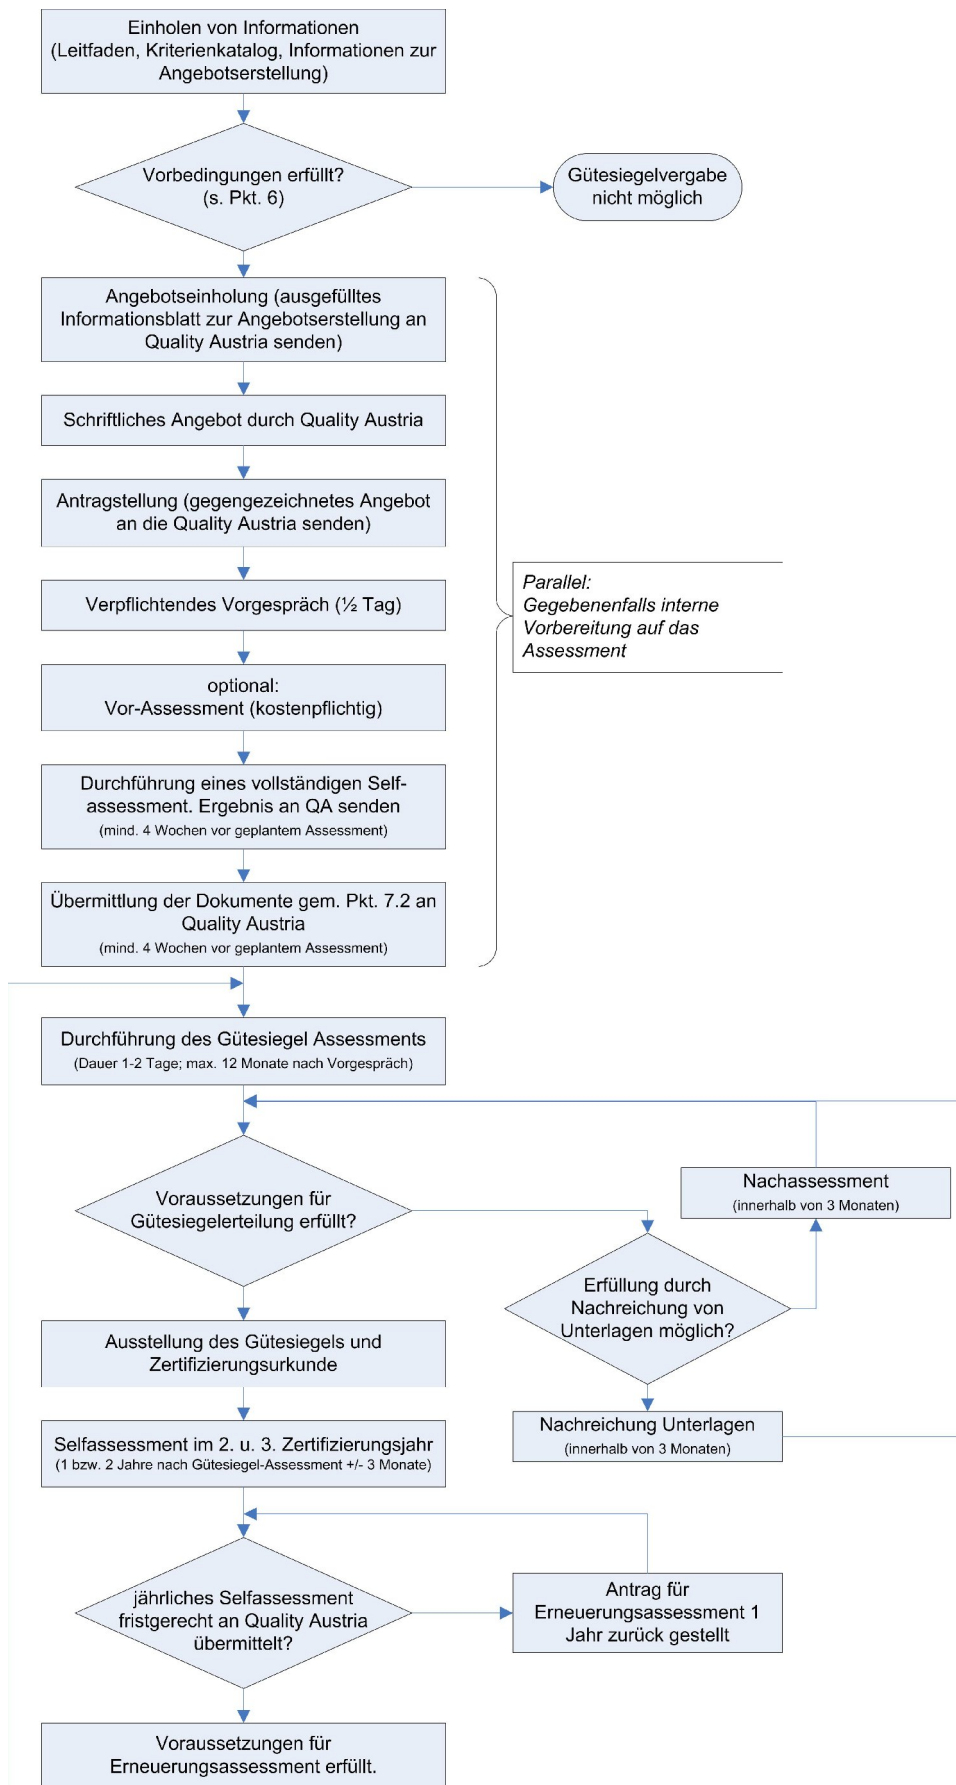 Einholen von Informationen
(Leitfaden, Kriterienkatalog, Informationen zur
Angebotserstellung)
Vorbedingungen erfüllt?
(s. Pkt. 6)
Gütesiegelvergabe
nicht möglich
Angebotseinholung (ausgefülltes
Informationsblatt zur Angebotserstellung an
Quality Austria senden)
Schriftliches Angebot durch Quality Austria
Antragstellung (gegengezeichnetes Angebot
an die Quality Austria senden)
Verpflichtendes Vorgespräch (½ Tag)
Parallel:
Gegebenenfalls interne
Vorbereitung auf das
Assessment
optional:
Vor-Assessment (kostenpflichtig)
Durchführung eines vollständigen Self-
assessment. Ergebnis an QA senden
(mind. 4 Wochen vor geplantem Assessment)
Übermittlung der Dokumente gem. Pkt. 7.2 an
Quality Austria
(mind. 4 Wochen vor geplantem Assessment)
Durchführung des Gütesiegel Assessments
(Dauer 1-2 Tage; max. 12 Monate nach Vorgespräch)
Voraussetzungen für
Gütesiegelerteilung erfüllt?
Nachassessment
(innerhalb von 3 Monaten)
Erfüllung durch
Nachreichung von
Unterlagen möglich?
Ausstellung des Gütesiegels und
Zertifizierungsurkunde
Nachreichung Unterlagen
(innerhalb von 3 Monaten)
Selfassessment im 2. u. 3. Zertifizierungsjahr
(1 bzw. 2 Jahre nach Gütesiegel-Assessment +/- 3 Monate)
jährliches Selfassessment
fristgerecht an Quality Austria
übermittelt?
Antrag für
Erneuerungsassessment 1
Jahr zurück gestellt
Voraussetzungen für
Erneuerungsassessment erfüllt.